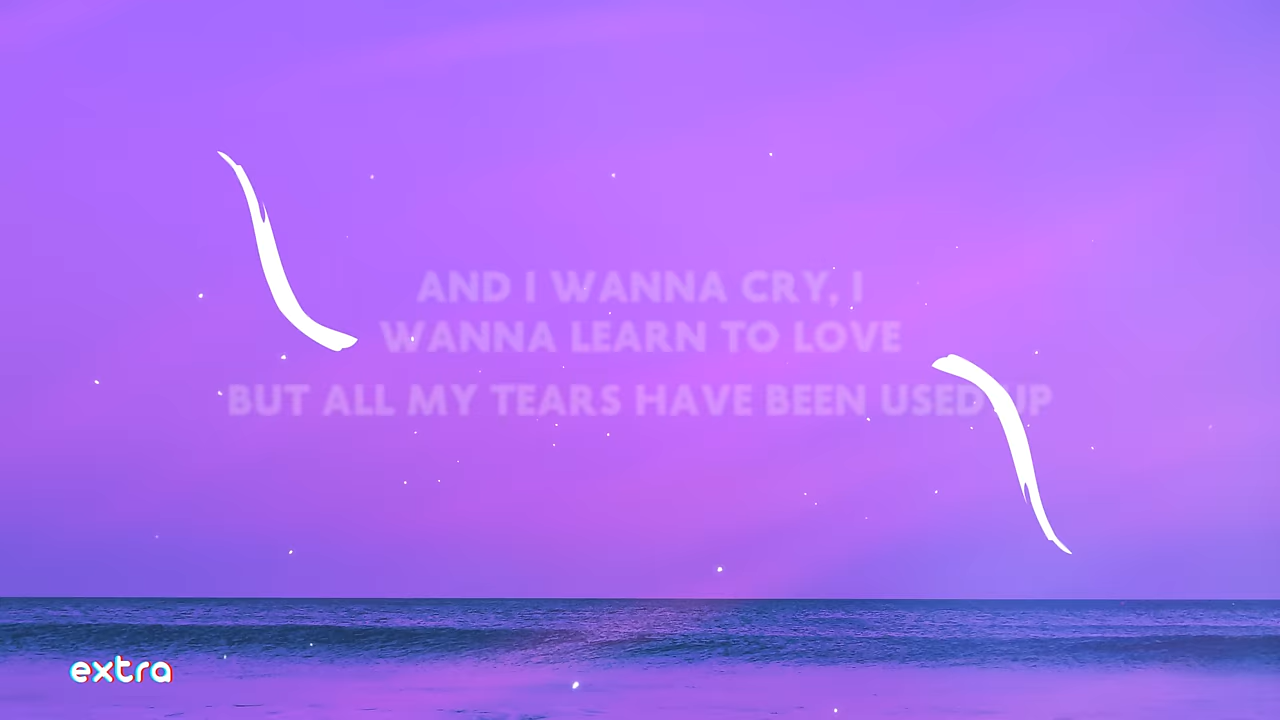 AND I WANNA CRY, I
WANNA LEARN TO LOVE
BUT ALL MY TEARS HAVE BEEN USED UP
extra